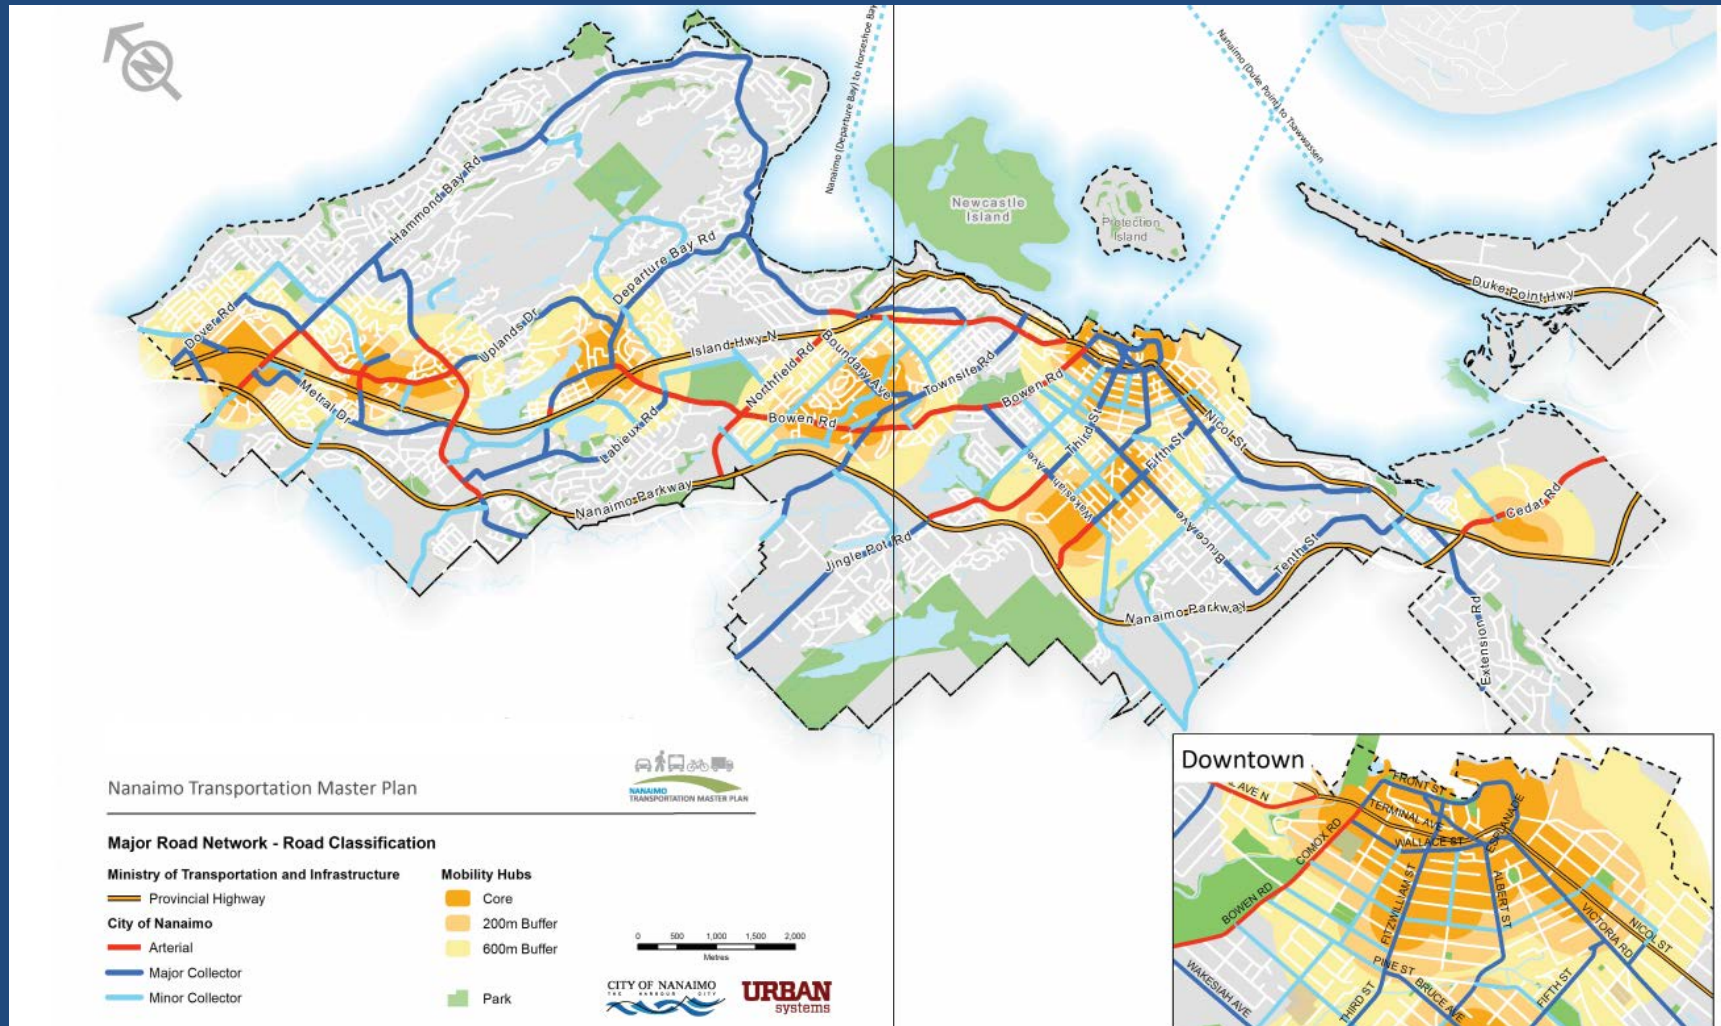 Nanaimo (Departure Bay) to Horseshoe Bay
Nanaimo (Duke Point) to Tsawwassen
N
Hammond Bay Rd
Newcastle
Island
Protection
Island
Departure Bay Rd
Duke Point Hwy
Dover Rd
Uplands Dr
Island Hwy N
Northfield Rd
Boundary Ave
Townsite Rd
Metral Dr
Bowen Rd
Bowen Rd
Labieux Rd
Third St
Fifth St
Nicol St
Wakesiah Ave
Nanaimo Parkway
Cedar Rd
Jingle Pot Rd
Bruce Ave
Tenth St
Nanaimo Parkway
Extension Rd
Nanaimo Transportation Master Plan
NANAIMO
TRANSPORTATION MASTER PLAN
Major Road Network - Road Classification
Ministry of Transportation and Infrastructure
Provincial Highway
City of Nanaimo
Arterial
Major Collector
Minor Collector
Mobility Hubs
Core
200m Buffer
600m Buffer
Park
0 500 1,000 1,500 2,000
Metres
CITY OF NANAIMO
THE HARBOUR CITY
URBAN
systems
Downtown
AVE N
FRONT ST
TERMINAL AVE
COMOX RD
WALLACE ST
ESPLANADE
BOWEN RD
FITZWILLIAM ST
ALBERT ST
VICTORIA RD
NICOL ST
PINE ST
WAKESIAH AVE
THIRD ST
BRUCE AVE
FIFTH ST